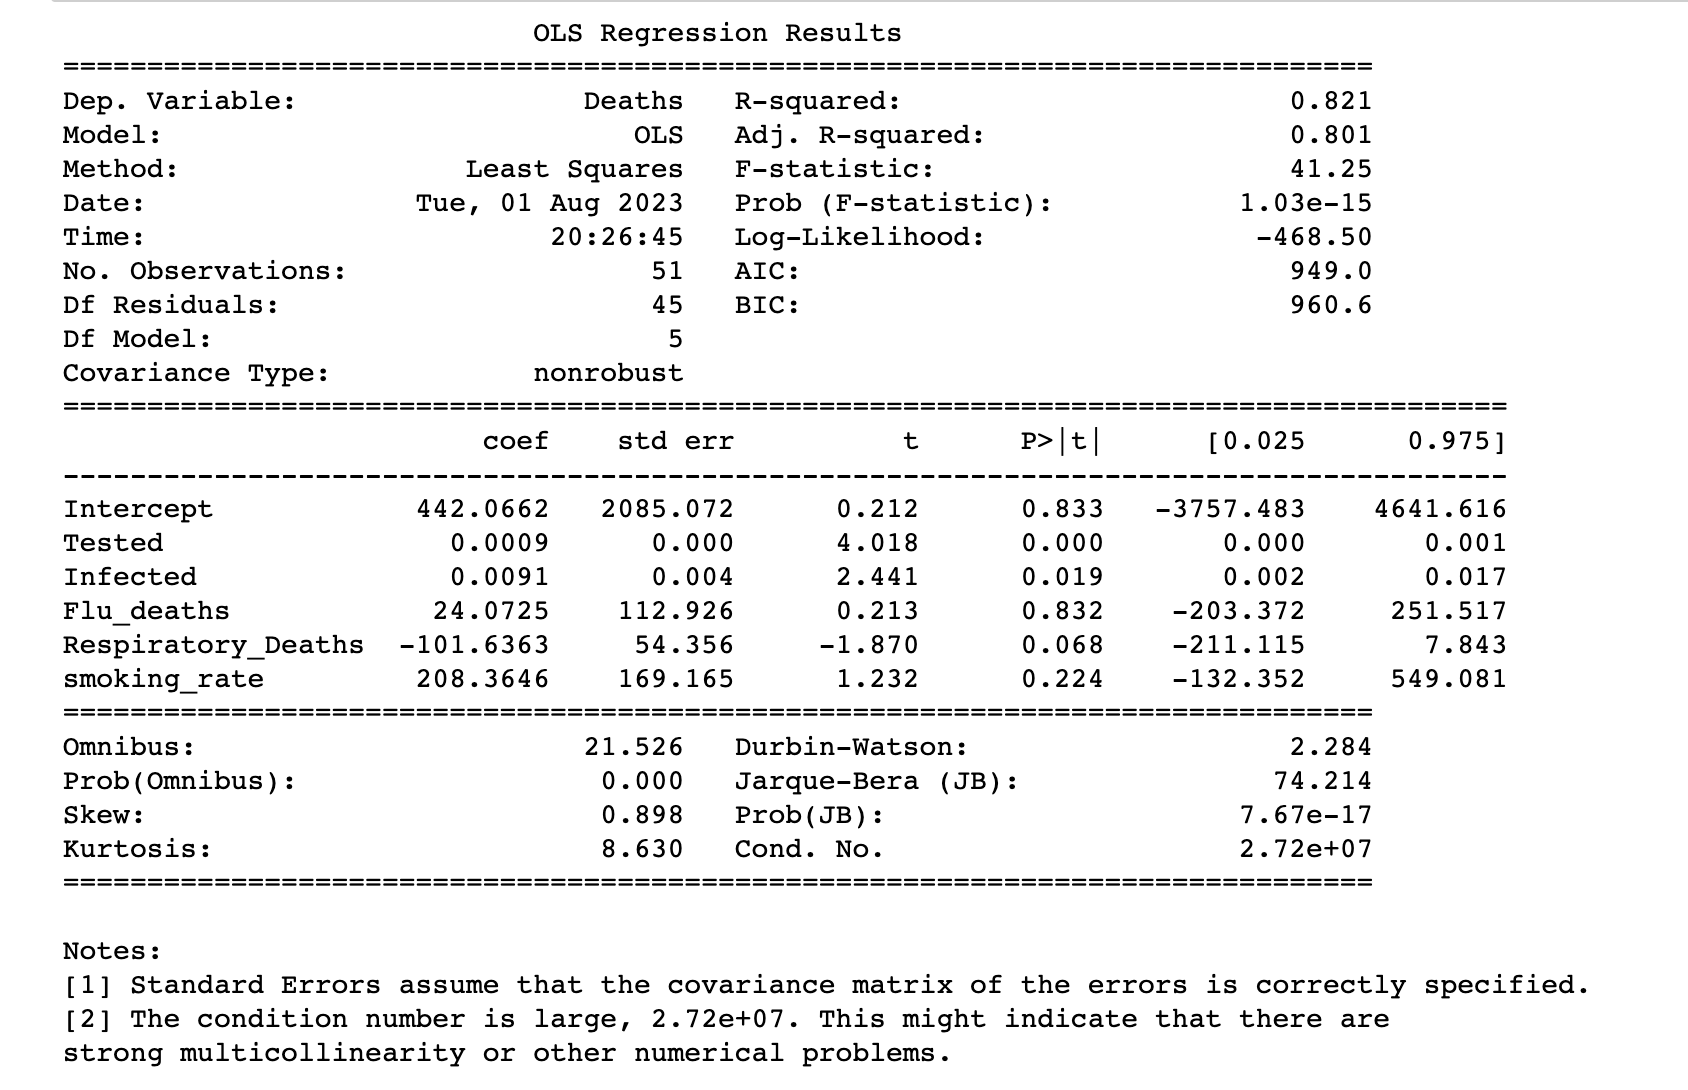 OLS Regression Results
==============================================================================
Dep. Variable:                 Deaths   R-squared:                       0.821
Model:                            OLS   Adj. R-squared:                  0.801
Method:                 Least Squares   F-statistic:                     41.25
Date:                Tue, 01 Aug 2023   Prob (F-statistic):           1.03e-15
Time:                        20:26:45   Log-Likelihood:                -468.50
No. Observations:                  51   AIC:                             949.0
Df Residuals:                      45   BIC:                             960.6
Df Model:                           5
Covariance Type:            nonrobust
======================================================================================
                         coef    std err          t      P>|t|      [0.025      0.975]
--------------------------------------------------------------------------------------
Intercept            442.0662   2085.072      0.212      0.833   -3757.483    4641.616
Tested                 0.0009      0.000      4.018      0.000       0.000       0.001
Infected               0.0091      0.004      2.441      0.019       0.002       0.017
Flu_deaths            24.0725    112.926      0.213      0.832    -203.372     251.517
Respiratory_Deaths  -101.6363     54.356     -1.870      0.068    -211.115       7.843
smoking_rate         208.3646    169.165      1.232      0.224    -132.352     549.081
==============================================================================
Omnibus:                       21.526   Durbin-Watson:                   2.284
Prob(Omnibus):                  0.000   Jarque-Bera (JB):               74.214
Skew:                           0.898   Prob(JB):                     7.67e-17
Kurtosis:                       8.630   Cond. No.                     2.72e+07
==============================================================================
Notes:
[1] Standard Errors assume that the covariance matrix of the errors is correctly specified.
[2] The condition number is large, 2.72e+07. This might indicate that there are
strong multicollinearity or other numerical problems.